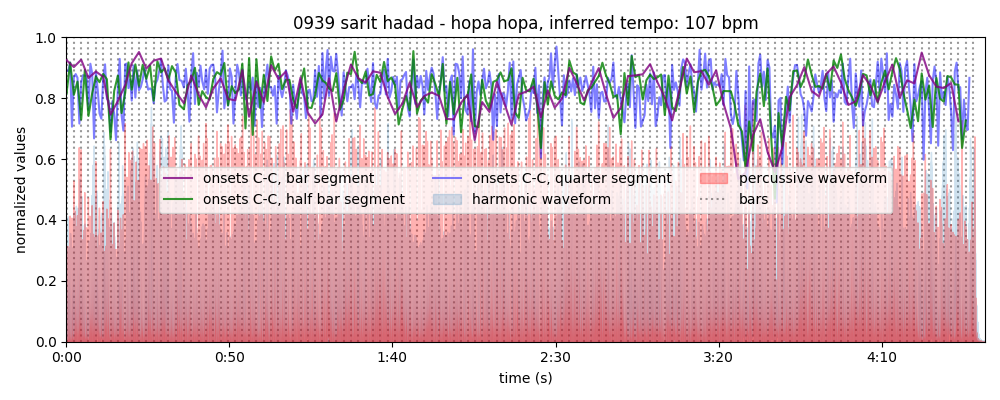 0939 sarit hadad - hopa hopa, inferred tempo: 107 bpm
normalized values
1.0
0.8
0.6
0.4
0.2
0.0
onsets C-C, bar segment
onsets C-C, half bar segment
onsets C-C, quarter segment
harmonic waveform
percussive waveform
bars
0:00 0:50 1:40 2:30 3:20 4:10
time (s)